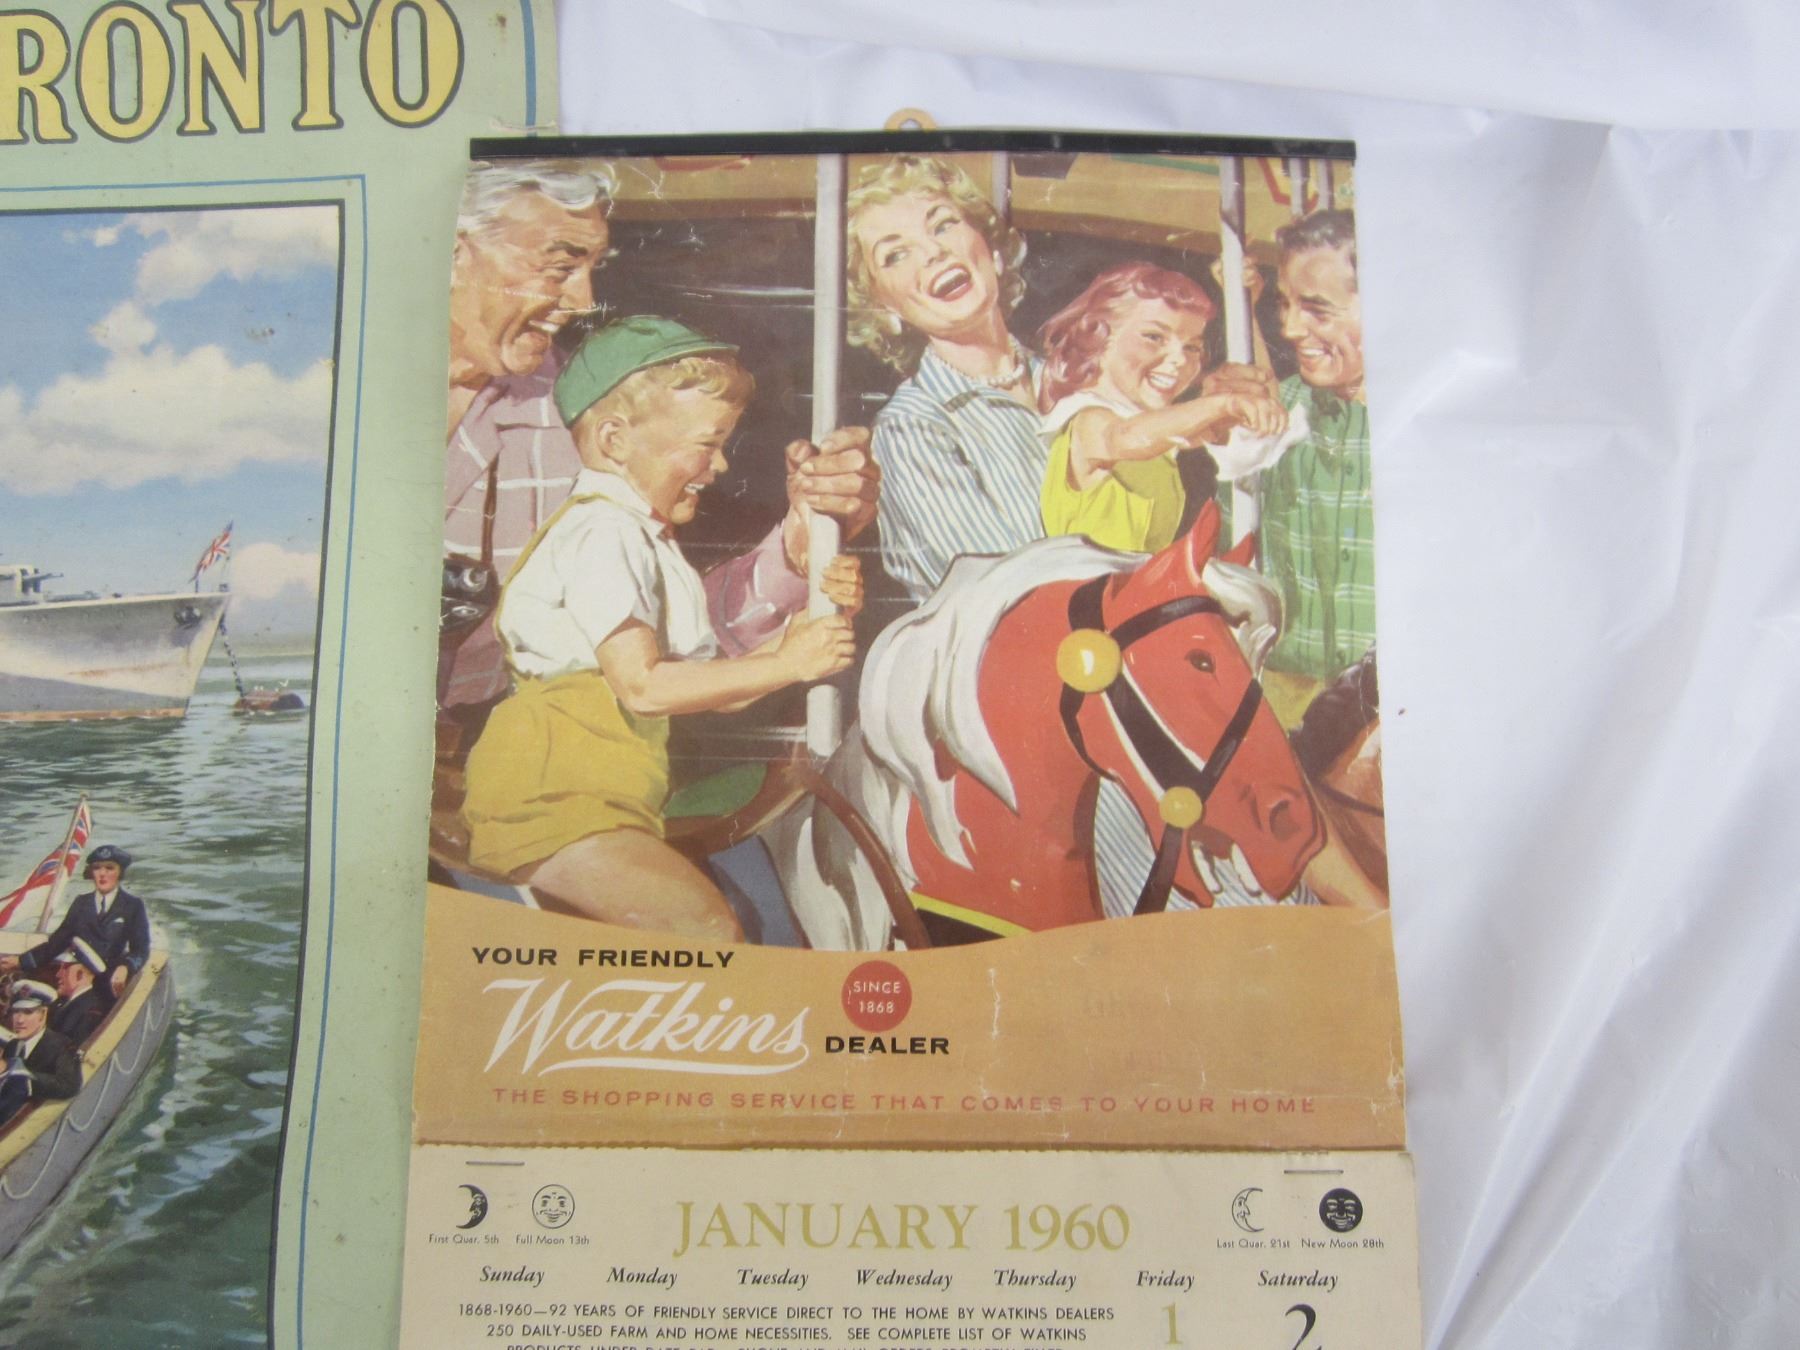 RONTO
YOUR FRIENDLY
Watkins
SINCE
1868
DEALER
THE SHOPPING SERVICE THAT COMES TO YOUR HOME
First Quar. 5th Full Moon 13th
JANUARY 1960
Last Quar. 21st New Moon 28th
Sunday Monday Tuesday Wednesday Thursday Friday Saturday
1868-1960—92 YEARS OF FRIENDLY SERVICE DIRECT TO THE HOME BY WATKINS DEALERS
250 DAILY-USED FARM AND HOME NECESSITIES. SEE COMPLETE LIST OF WATKINS
1 2